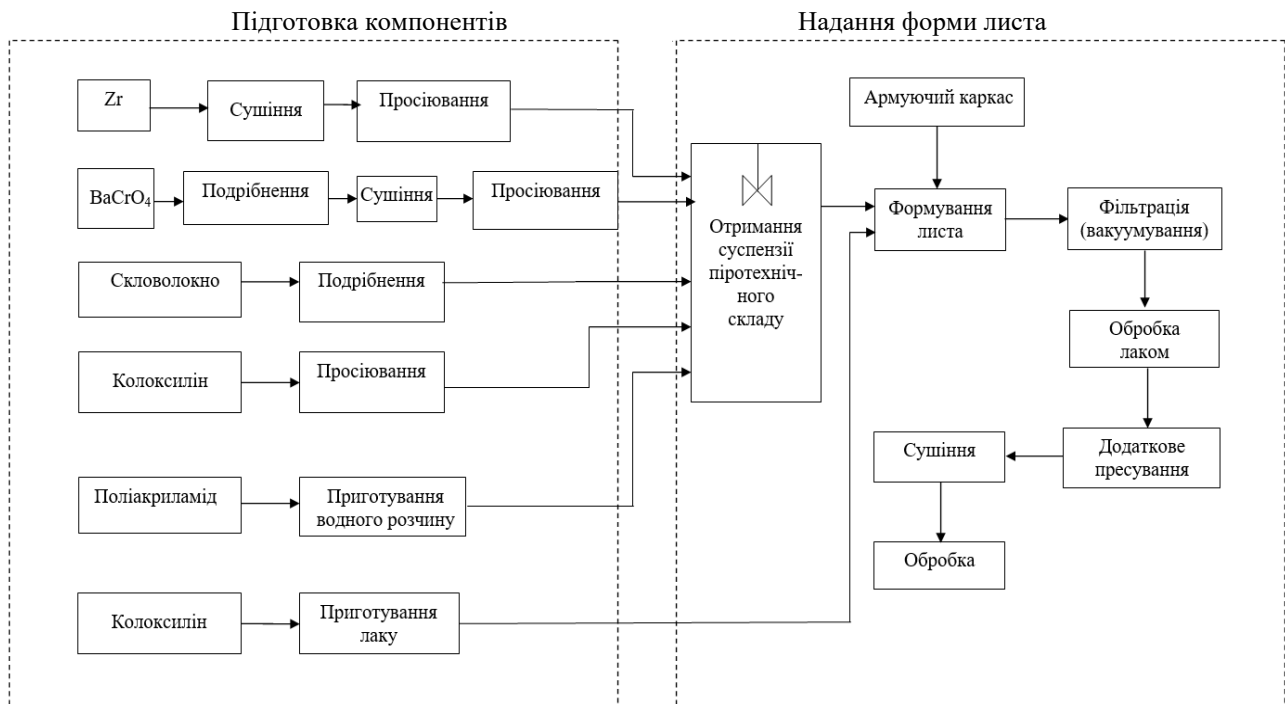 Підготовка компонентів
Надання форми листа
Zr
Сушіння
Просіювання
Армуючий каркас
BaCrO₄
Подрібнення
Сушіння
Просіювання
Отримання
суспензії
піротехніч-
ного
складу
Формування
листа
Фільтрація
(вакуумування)
Скловолокно
Подрібнення
Обробка
лаком
Колоксилін
Просіювання
Сушіння
Додаткове
пресування
Поліакриламід
Приготування
водного розчину
Обробка
Колоксилін
Приготування
лаку